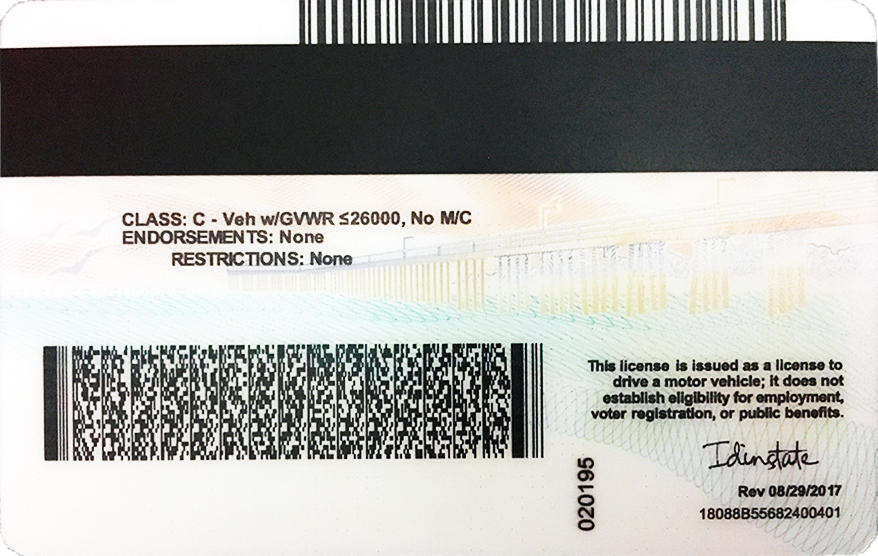 CLASS: C - Veh w/GVWR ≤26000, No M/C
ENDORSEMENTS: None
RESTRICTIONS: None
This license is issued as a license to
drive a motor vehicle; it does not
establish eligibility for employment,
voter registration, or public benefits.
Idinstate
020195
Rev 08/29/2017
18088B55682400401